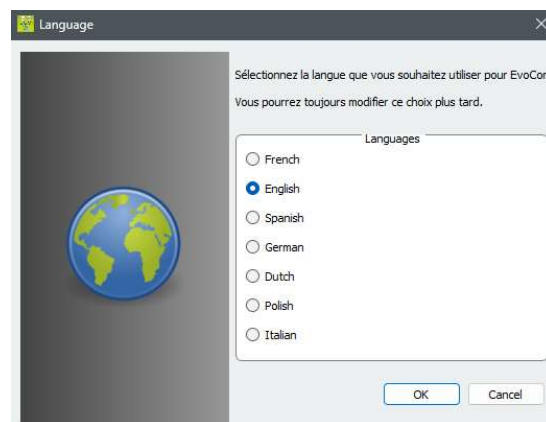 Language
Sélectionnez la langue que vous souhaitez utiliser pour EvoCor
Vous pourrez toujours modifier ce choix plus tard.
Languages
French
English
Spanish
German
Dutch
Polish
Italian
OK
Cancel